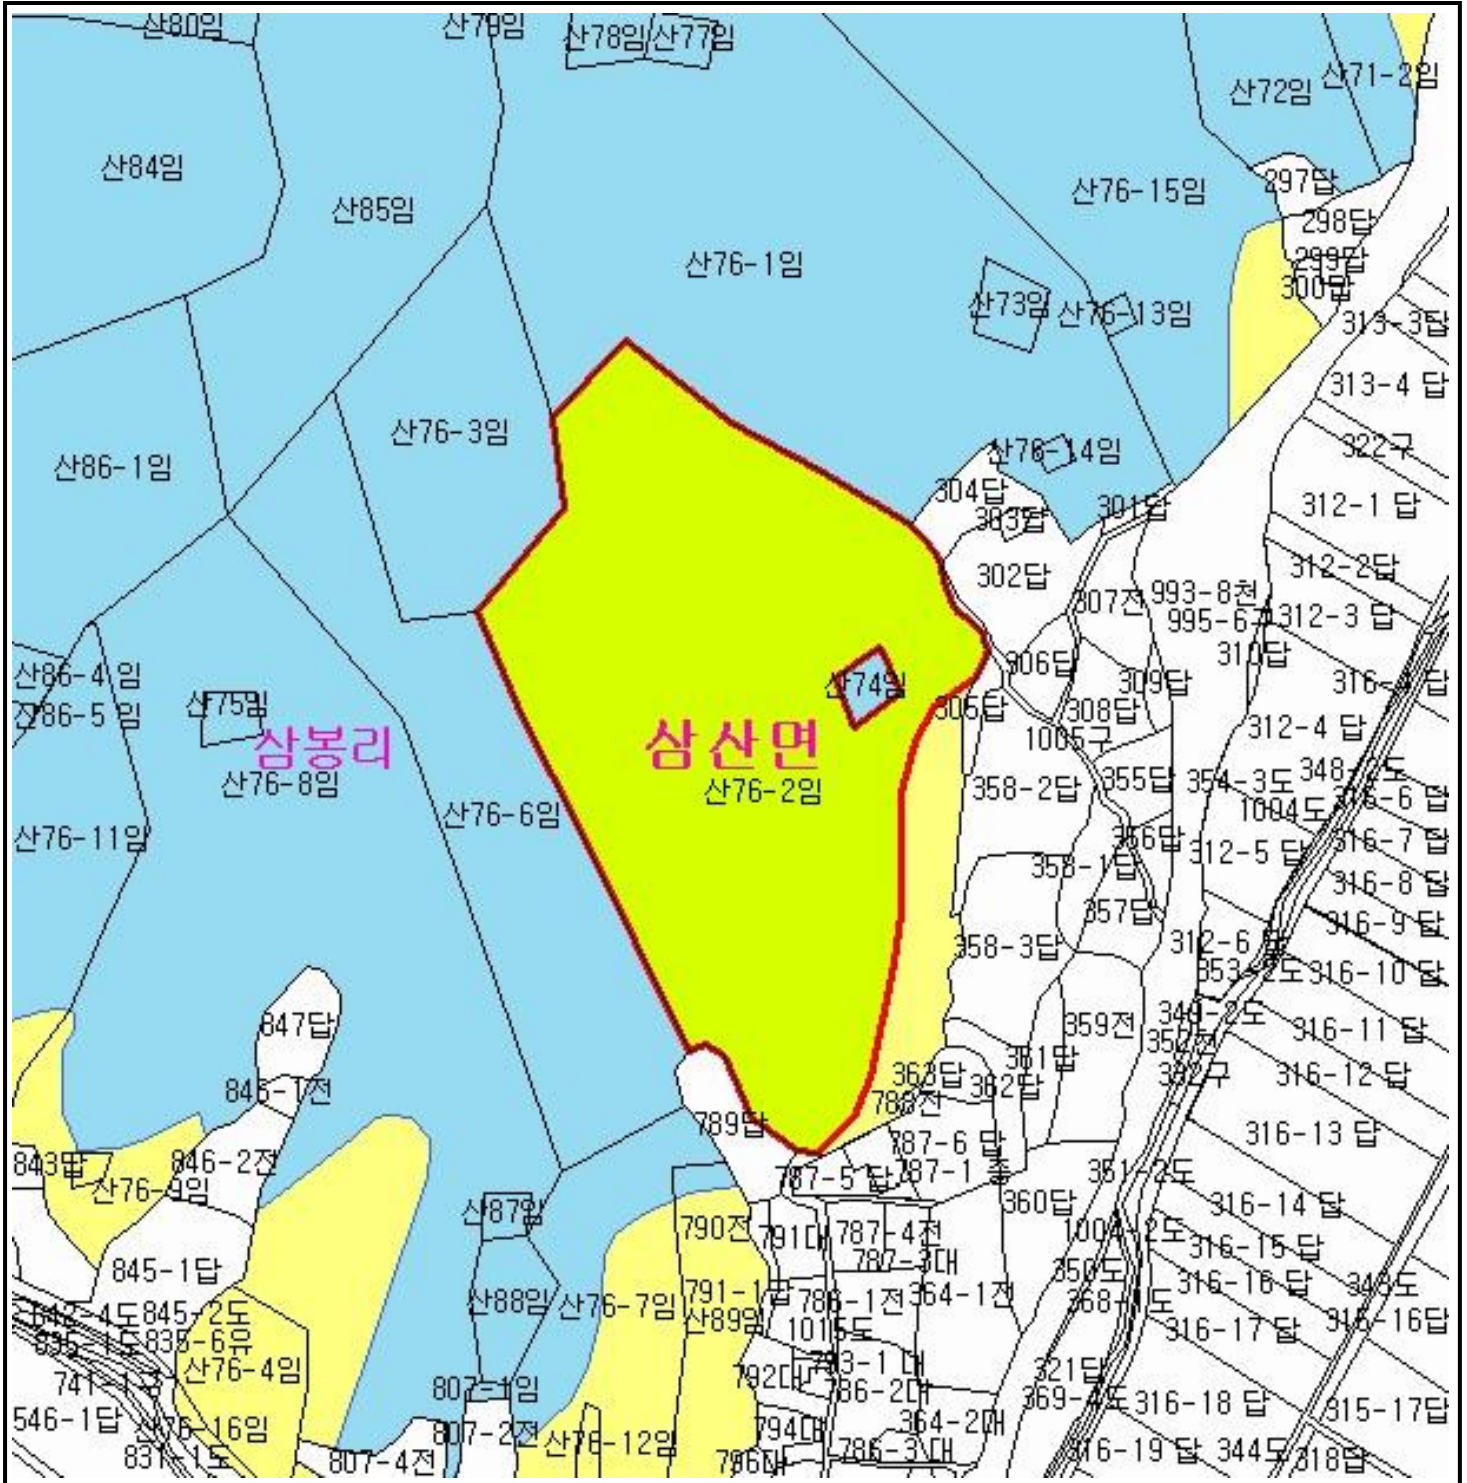 산80임
산79임
산78임
산77임
산72임
산71-2임
산84임
산85임
297답
산76-15임
298답
산76-1임
299답
300답
산73임
산76-13임
313-3답
313-4 답
산76-3임
322구
산76-14임
산86-1임
304답
312-1 답
301답
303답
312-2답
302답
993-8천
307전
312-3 답
310답
306답
산86-4 임
316-4 답
산74임
309답
산75임
308답
산86-5 임
305답
312-4 답
삼봉리
삼산면
1005구
산76-8임
355답
354-3도
산76-2임
358-2답
316-6 답
1004도
산76-6임
산76-11임
356답
316-7 답
312-5 답
358-1답
316-8 답
357답
316-9 답
358-3답
312-6 답
353-2도
316-10 답
847답
359전
316-11 답
361답
363답
362답
316-12 답
846-1전
788전
789답
316-13 답
787-6 답
843답
846-2전
787-5 답
351-2도
산76-9임
360답
316-14 답
산87임
790전
787-4전
1004-2도
316-15 답
787-3대
845-1답
350도
316-16 답
791-1답
364-1전
산88임
산76-7임
845-2도
산89임
1015도
316-17 답
835-6유
793-1 대
산76-4임
321답
792대
807-1임
786-2대
369-4도
316-18 답
315-17답
546-1답
산76-16임
794대
364-2대
807-2전
산76-12임
831-1도
807-4전
796대
786-3 대
316-19 답
344도
318답